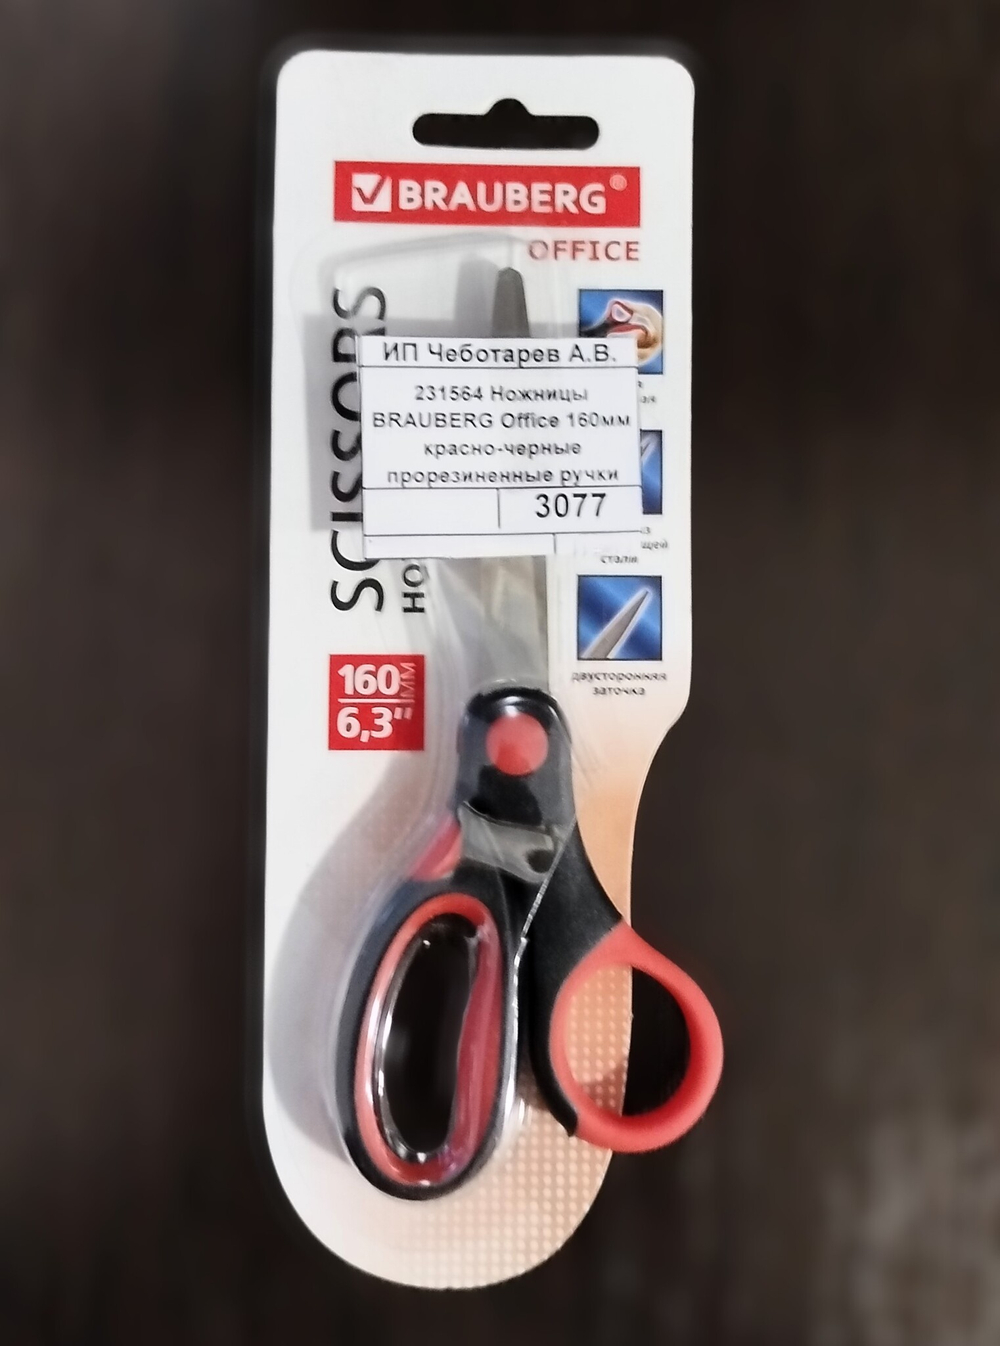 BRAUBERG®
OFFICE
SCISSORS
ИП Чеботарев А.В.
231564 Ножницы
BRAUBERG Office 160мм
красно-черные
прорезиненные ручки
3077
стали
двусторонняя
заточка
160 ММ
6,3"